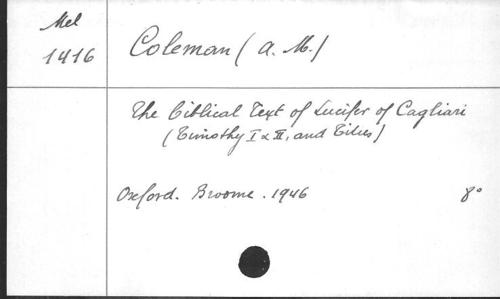 Mel
1416
Coleman (A. M.)
The Biblical Text of Lucifer of Cagliari
(Timothy I & II, and Titus)
Oxford. Broome. 1946
8°